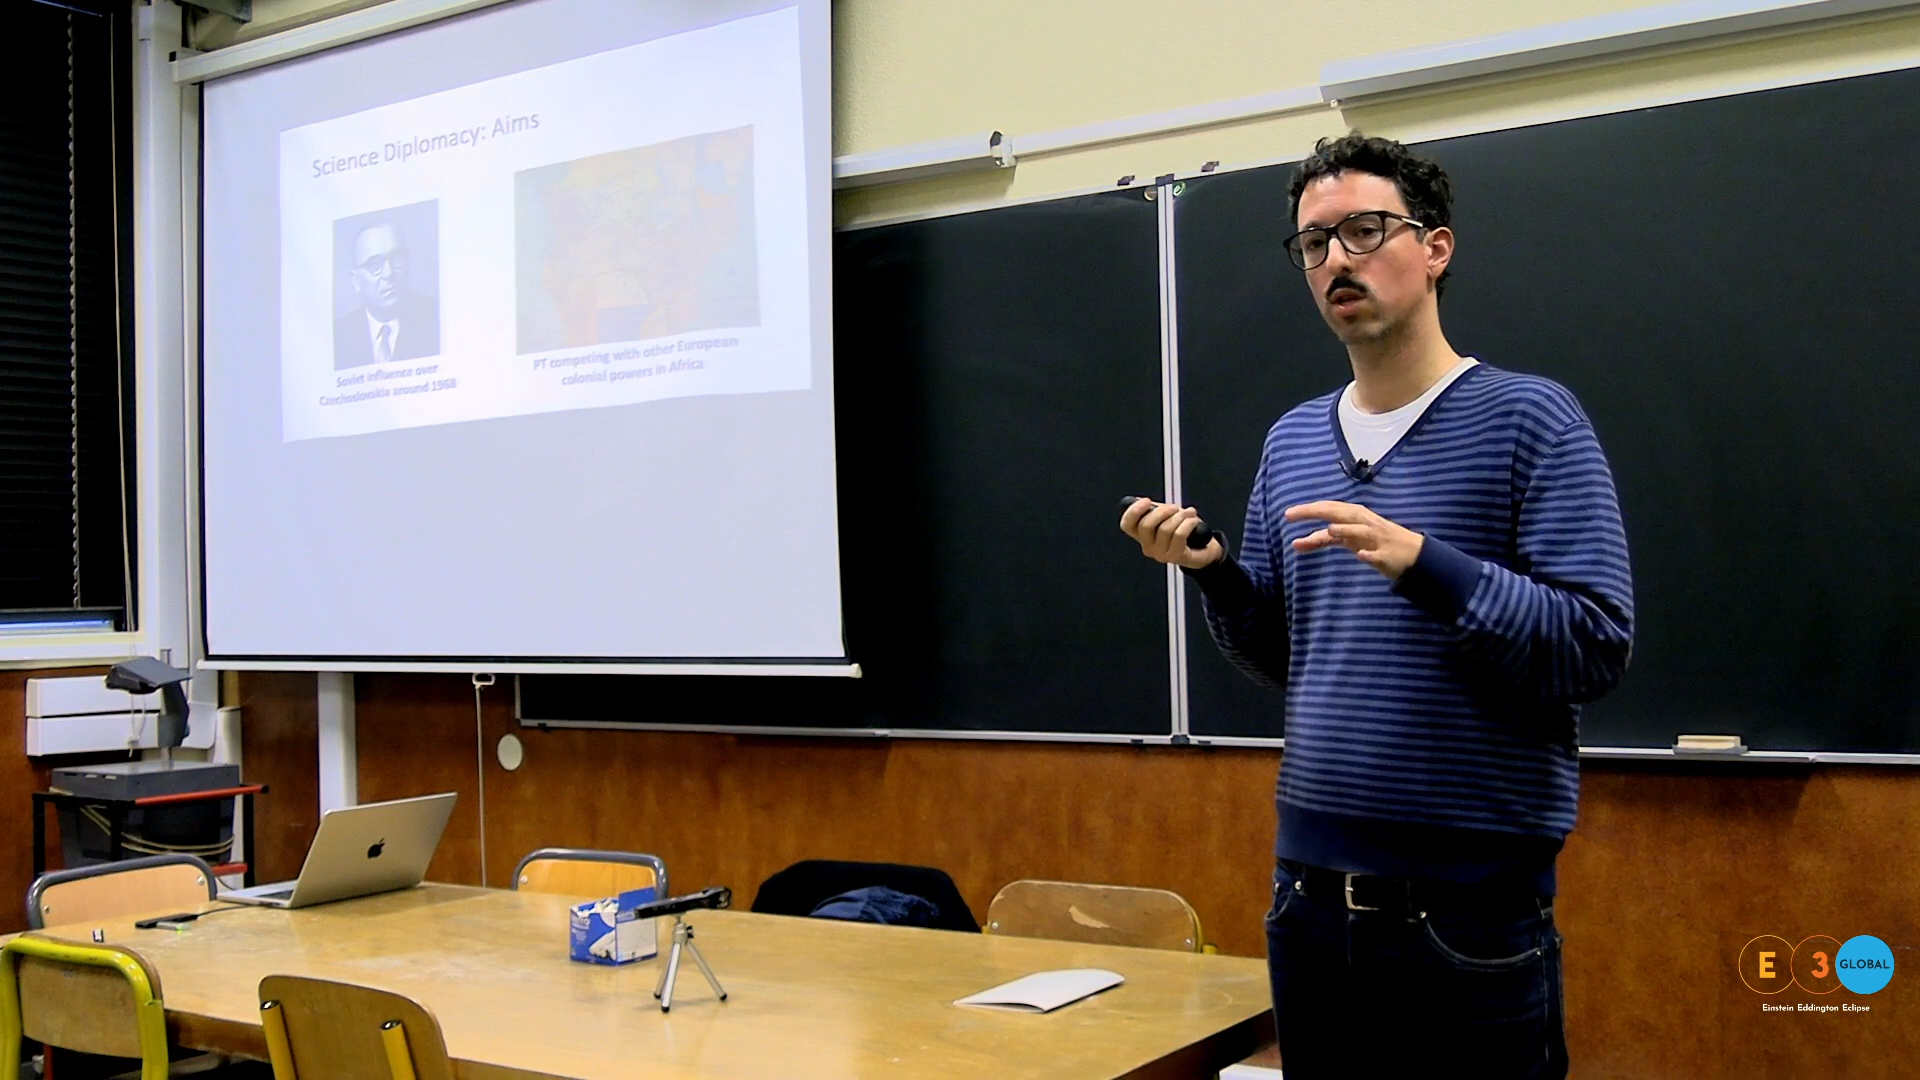 Science Diplomacy: Aims
Soviet influence over
Czechoslovakia around 1968
PT competing with other European
colonial powers in Africa
E 3 GLOBAL
Einstein Eddington Eclipse